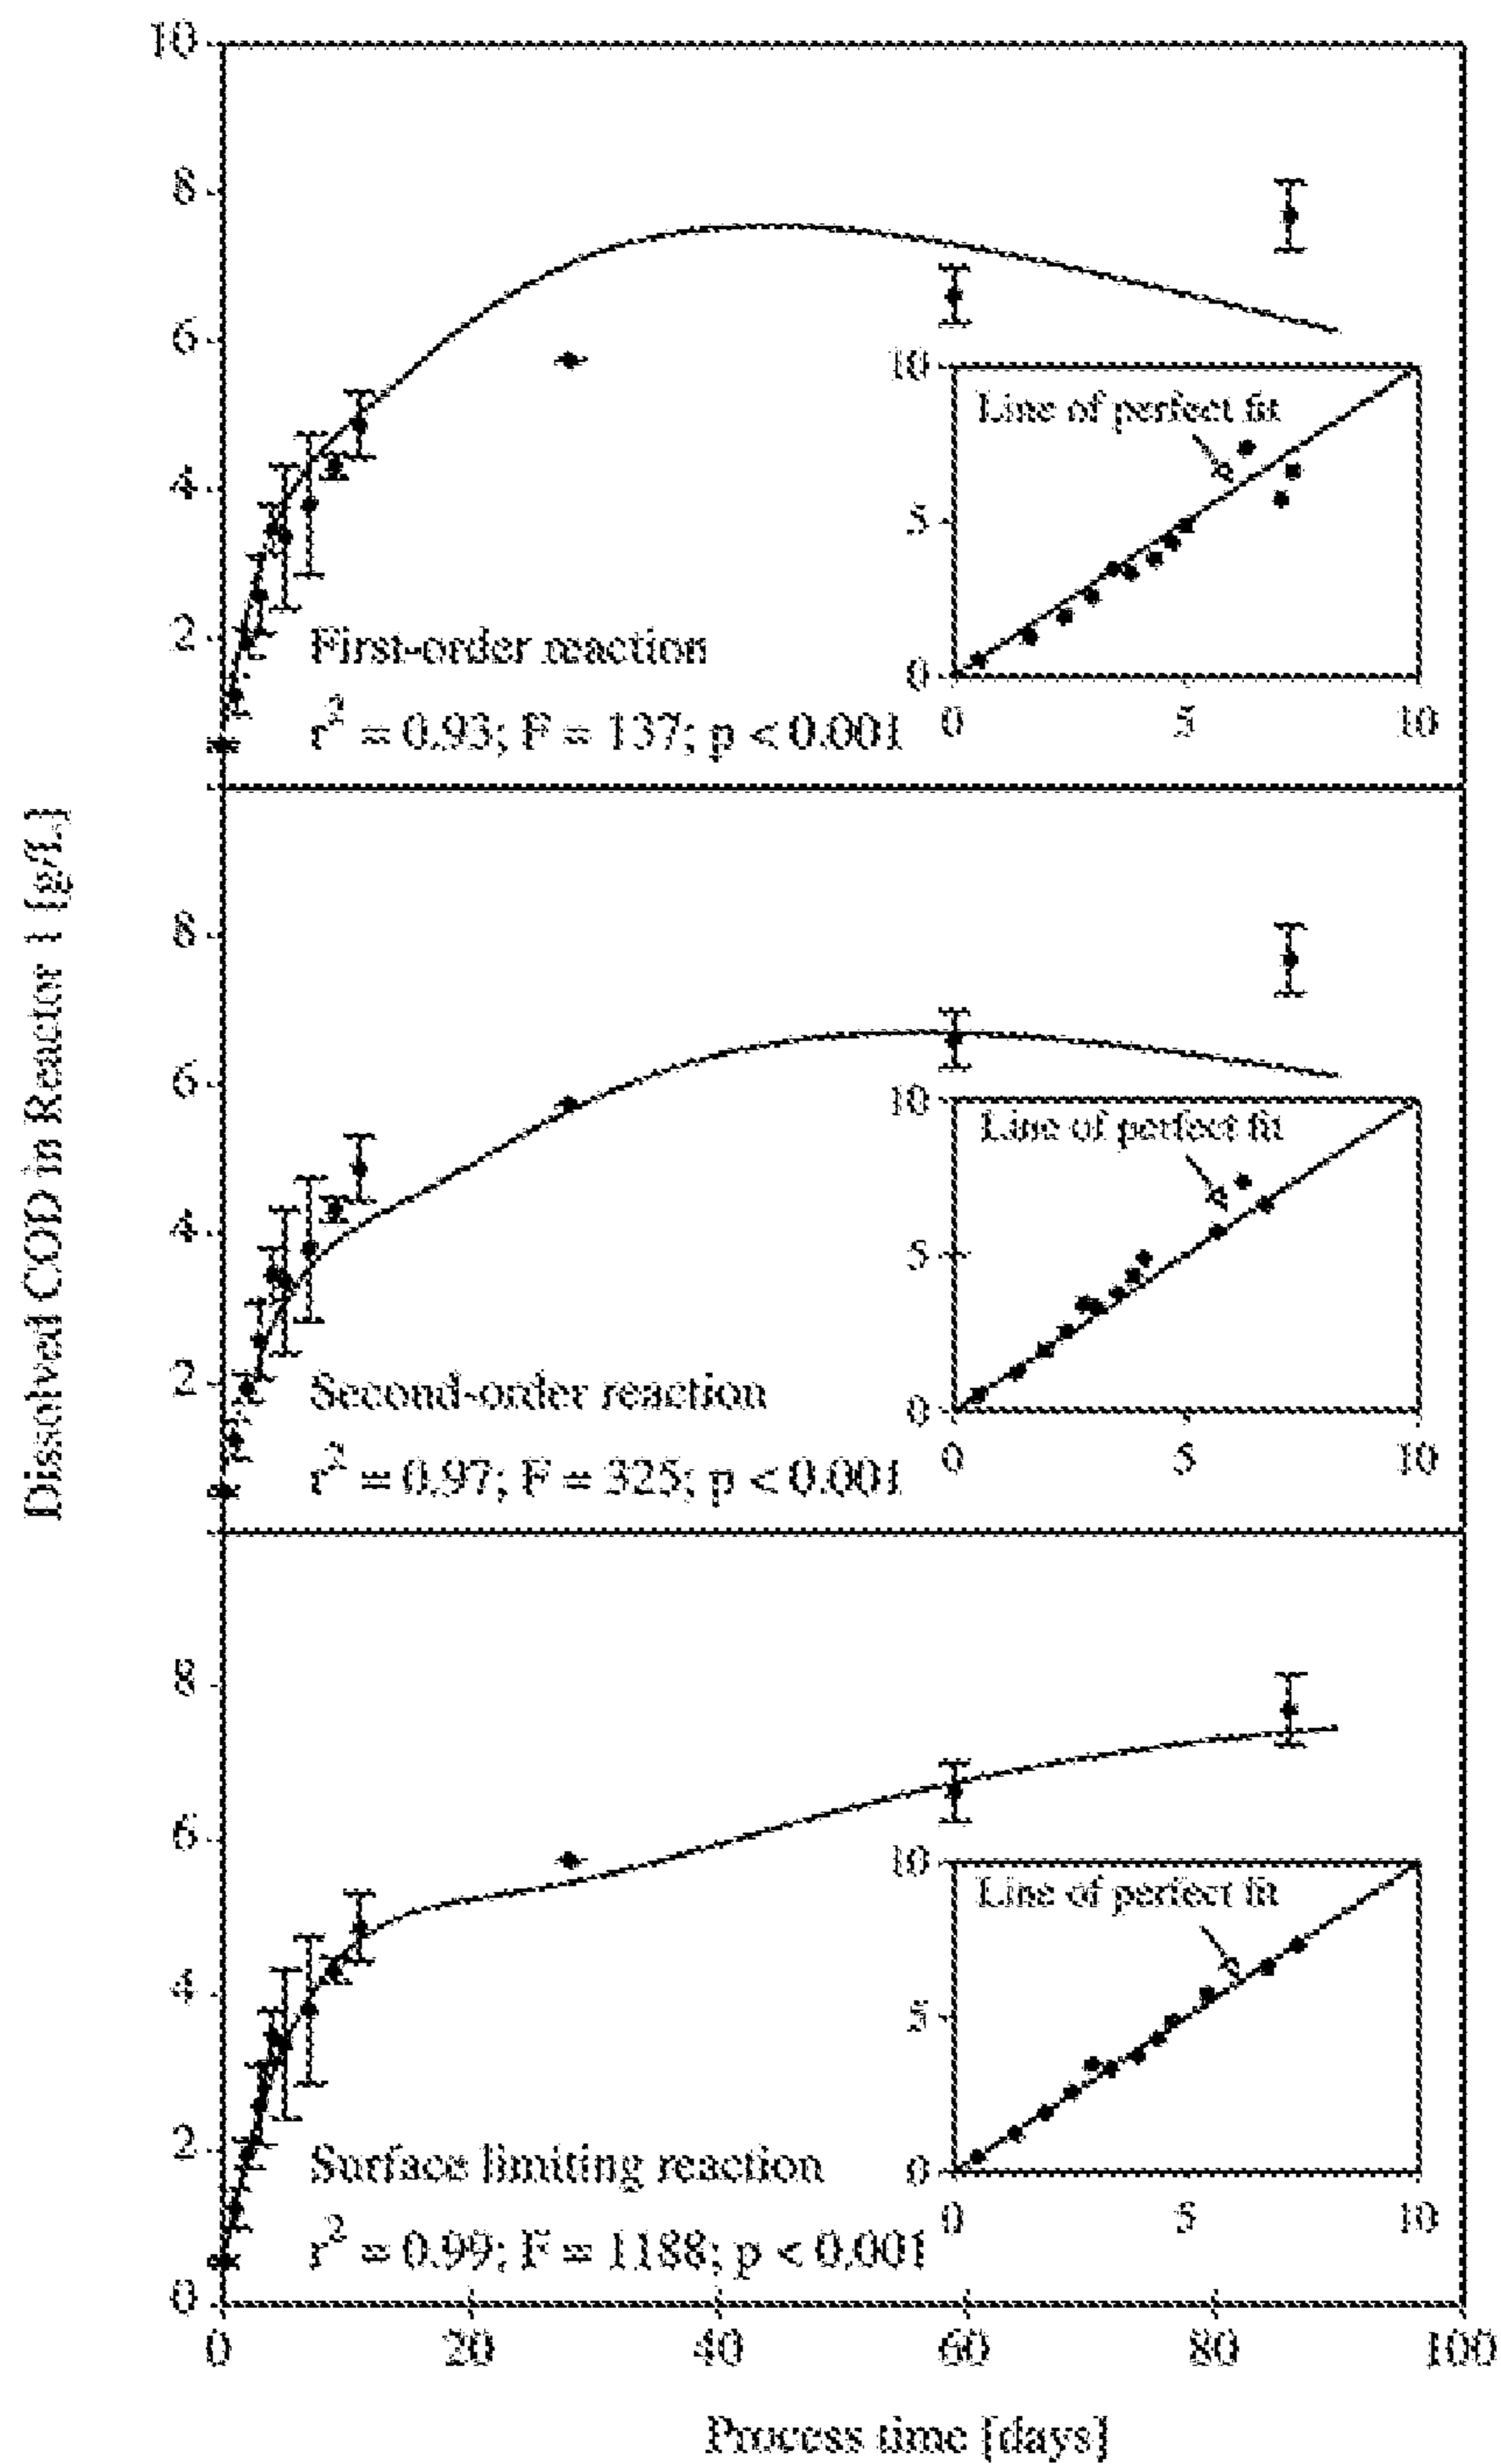 Dissolved COD in Reactor 1 [g/L]
10
8
6
4
2
First-order reaction
r² = 0.93; F = 137; p < 0.001
10
5
0
Line of perfect fit
0 5 10
8
6
4
2
Second-order reaction
r² = 0.97; F = 325; p < 0.001
10
5
0
Line of perfect fit
0 5 10
8
6
4
2
0
Surface limiting reaction
r² = 0.99; F = 1188; p < 0.001
10
5
0
Line of perfect fit
0 5 10
0 20 40 60 80 100
Process time [days]